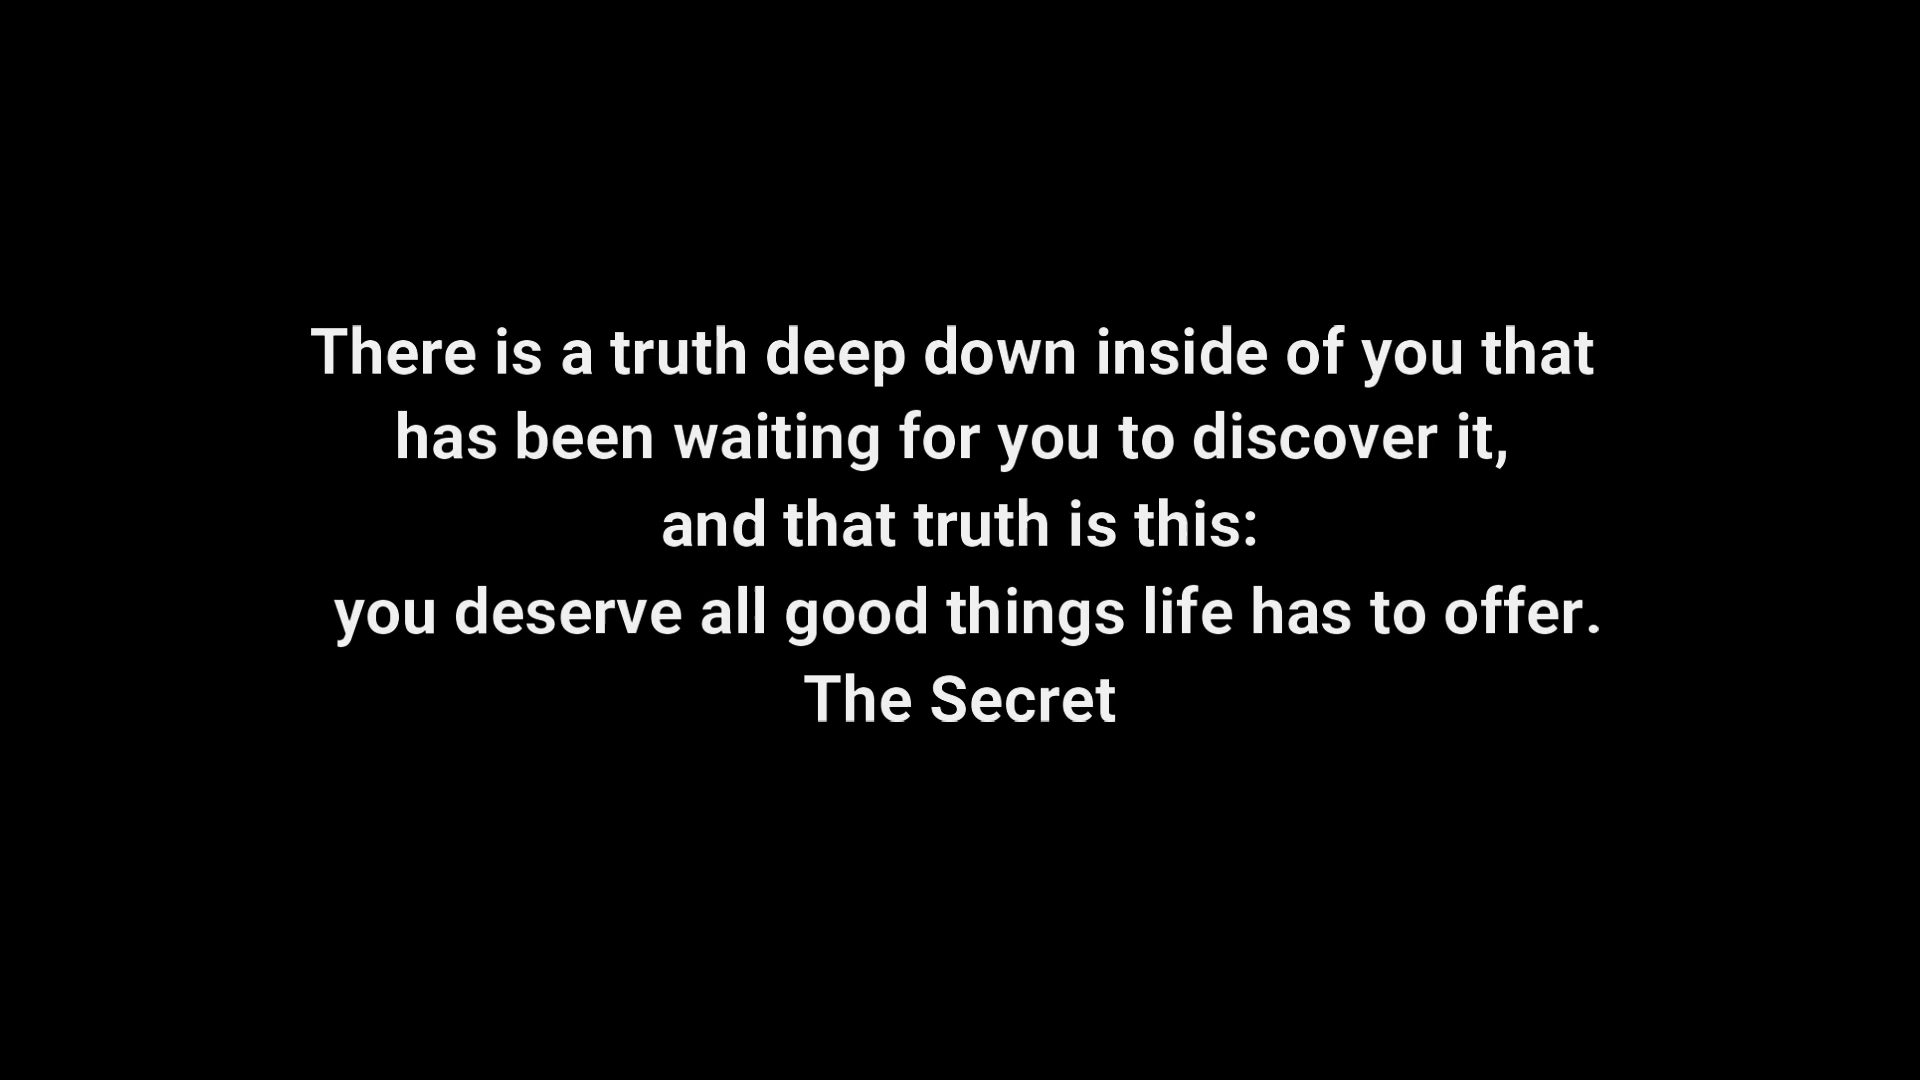 There is a truth deep down inside of you that
has been waiting for you to discover it,
and that truth is this:
you deserve all good things life has to offer.
The Secret